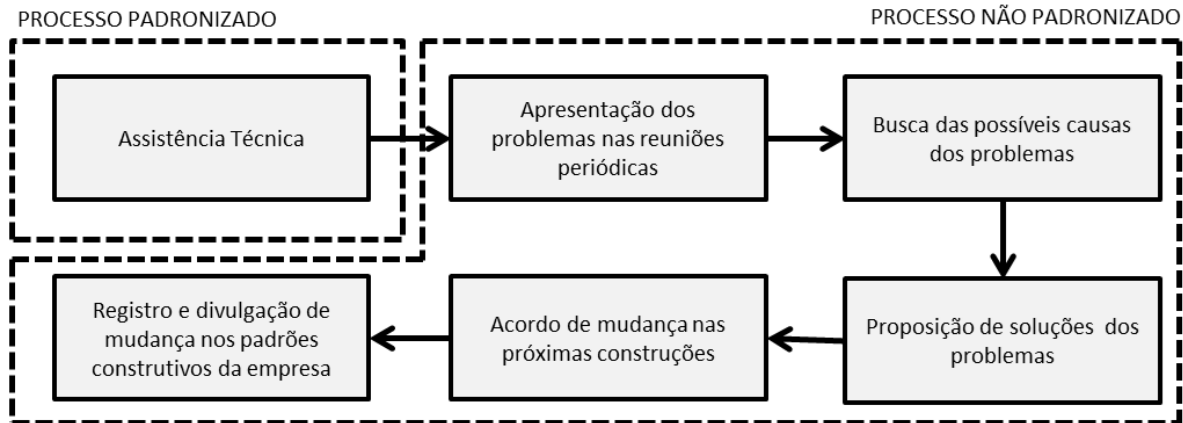 PROCESSO PADRONIZADO
PROCESSO NÃO PADRONIZADO
Assistência Técnica
Apresentação dos
problemas nas reuniões
periódicas
Busca das possíveis causas
dos problemas
Registro e divulgação de
mudança nos padrões
construtivos da empresa
Acordo de mudança nas
próximas construções
Proposição de soluções dos
problemas